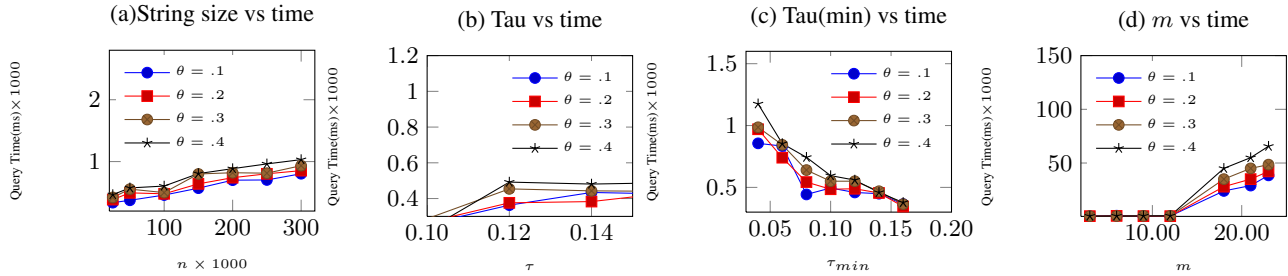 (a)String size vs time
Query Time(ms)×1000
2
1
100
200
300
n × 1000
θ = .1
θ = .2
θ = .3
θ = .4
(b) Tau vs time
Query Time(ms)×1000
1.2
1
0.8
0.6
0.4
0.10
0.12
0.14
τ
θ = .1
θ = .2
θ = .3
θ = .4
(c) Tau(min) vs time
Query Time(ms)×1000
1.5
1
0.5
0.05
0.10
0.15
0.20
τmin
θ = .1
θ = .2
θ = .3
θ = .4
(d) m vs time
Query Time(ms)×1000
150
100
50
10.00
20.00
m
θ = .1
θ = .2
θ = .3
θ = .4